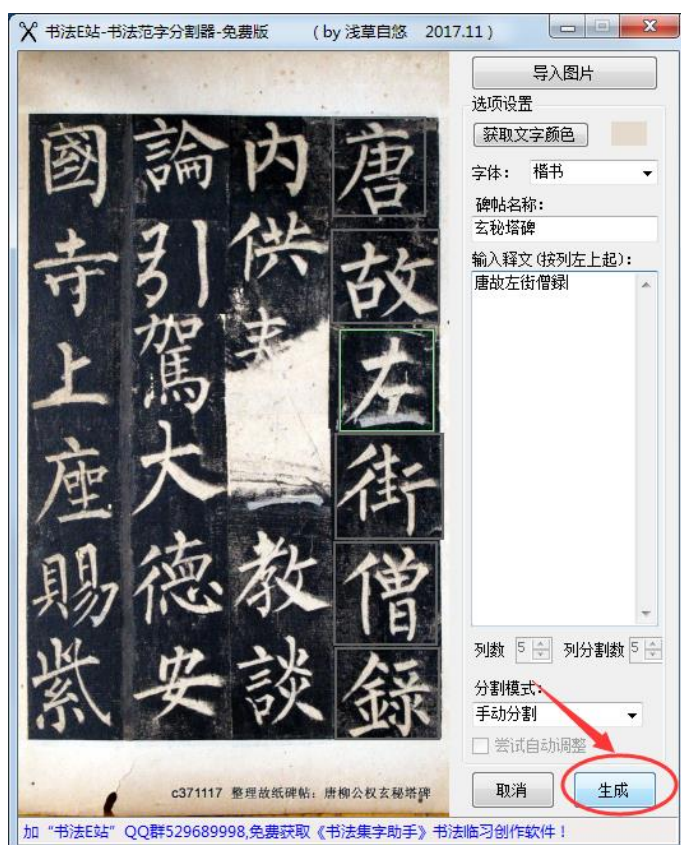 书法E站-书法范字分割器-免费版 (by 浅草自悠 2017.11)
导入图片
选项设置
获取文字颜色
字体： 楷书
碑帖名称：
玄秘塔碑
输入释文(按列左上起)：
唐故左街僧録
列数 5 列分割数 5
分割模式：
手动分割
尝试自动调整
取消 生成
唐故左街僧錄
内供奉三教談
論引駕大德安
國寺上座賜紫
c371117 整理故纸碑帖：唐柳公权玄秘塔碑
加“书法E站”QQ群529689998,免费获取《书法集字助手》书法临习创作软件！